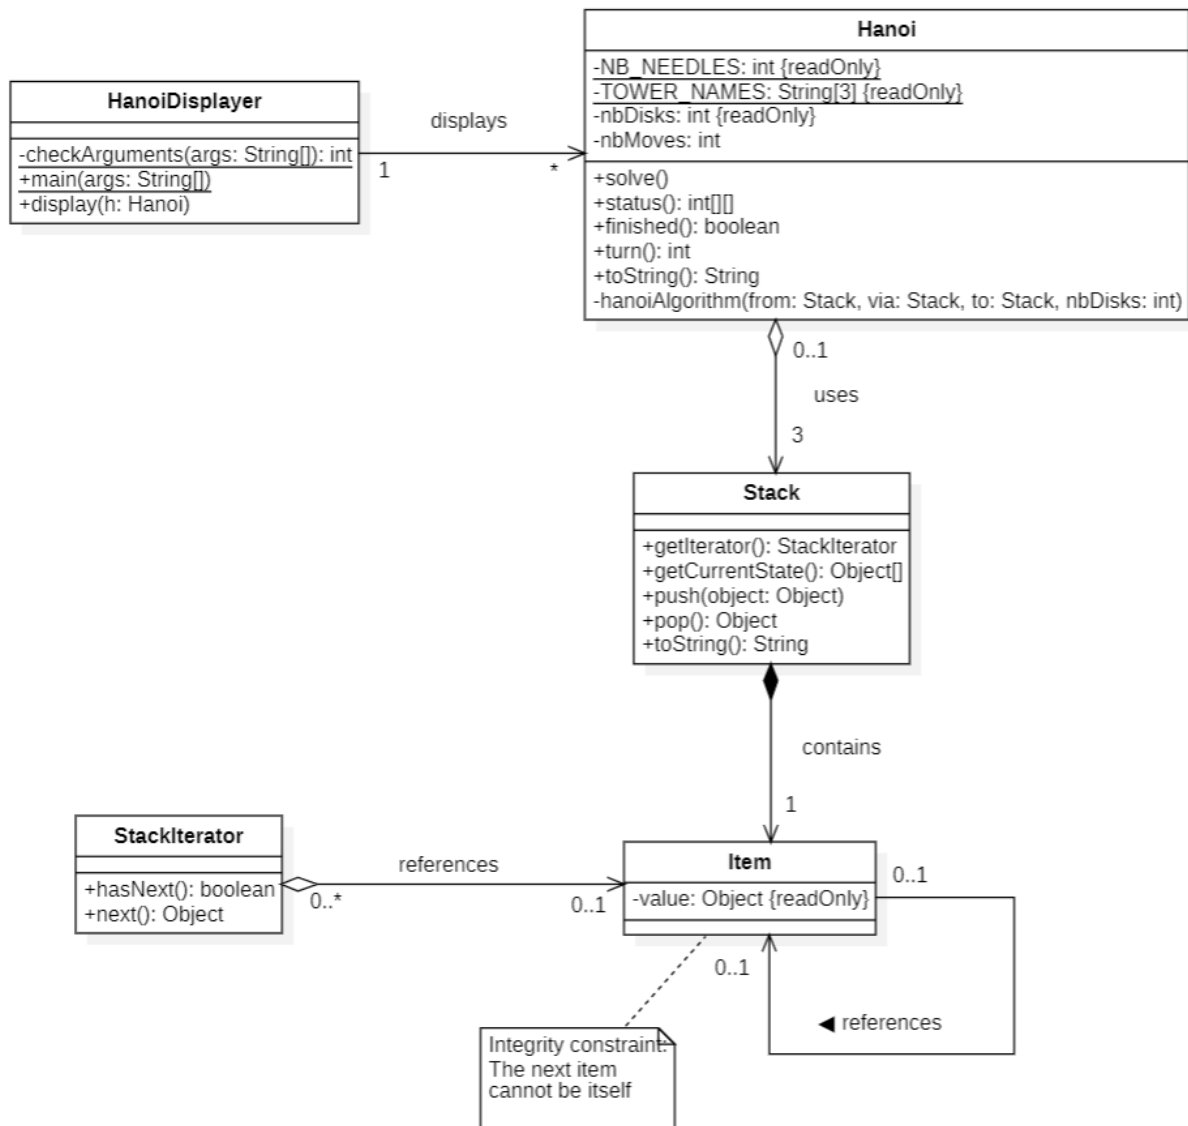 Hanoi
-NB_NEEDLES: int {readOnly}
-TOWER_NAMES: String[3] {readOnly}
-nbDisks: int {readOnly}
-nbMoves: int
+solve()
+status(): int[][]
+finished(): boolean
+turn(): int
+toString(): String
-hanoiAlgorithm(from: Stack, via: Stack, to: Stack, nbDisks: int)
HanoiDisplayer
-checkArguments(args: String[]): int
+main(args: String[])
+display(h: Hanoi)
displays
1
*
0..1
uses
3
Stack
+getIterator(): StackIterator
+getCurrentState(): Object[]
+push(object: Object)
+pop(): Object
+toString(): String
contains
1
StackIterator
+hasNext(): boolean
+next(): Object
references
0..*
0..1
Item
-value: Object {readOnly}
0..1
0..1
◀ references
Integrity constraint:
The next item
cannot be itself